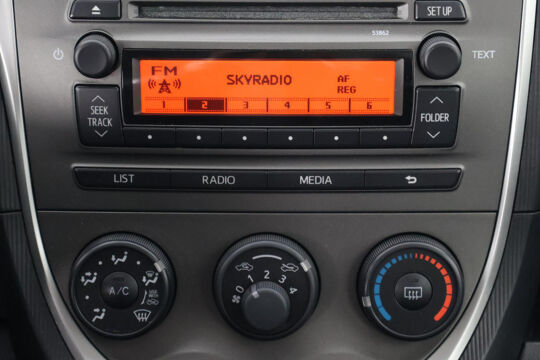 SET UP
53862
TEXT
FM
SKYRADIO
AF
REG
1 2 3 4 5 6
SEEK
TRACK
FOLDER
LIST RADIO MEDIA
A/C
0 1 2 3 4